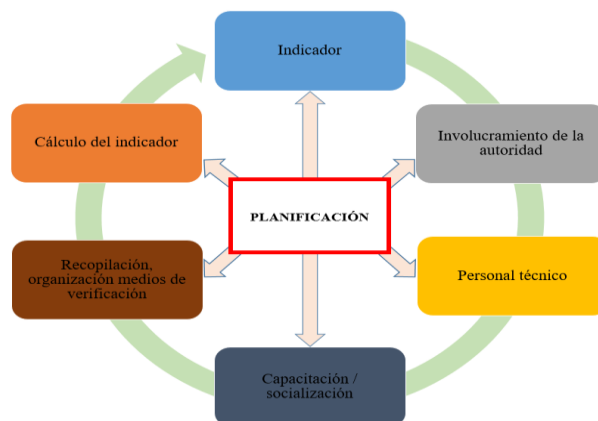 Indicador
Involucramiento de la
autoridad
Personal técnico
Capacitación /
socialización
Recopilación,
organización medios de
verificación
Cálculo del indicador
PLANIFICACIÓN